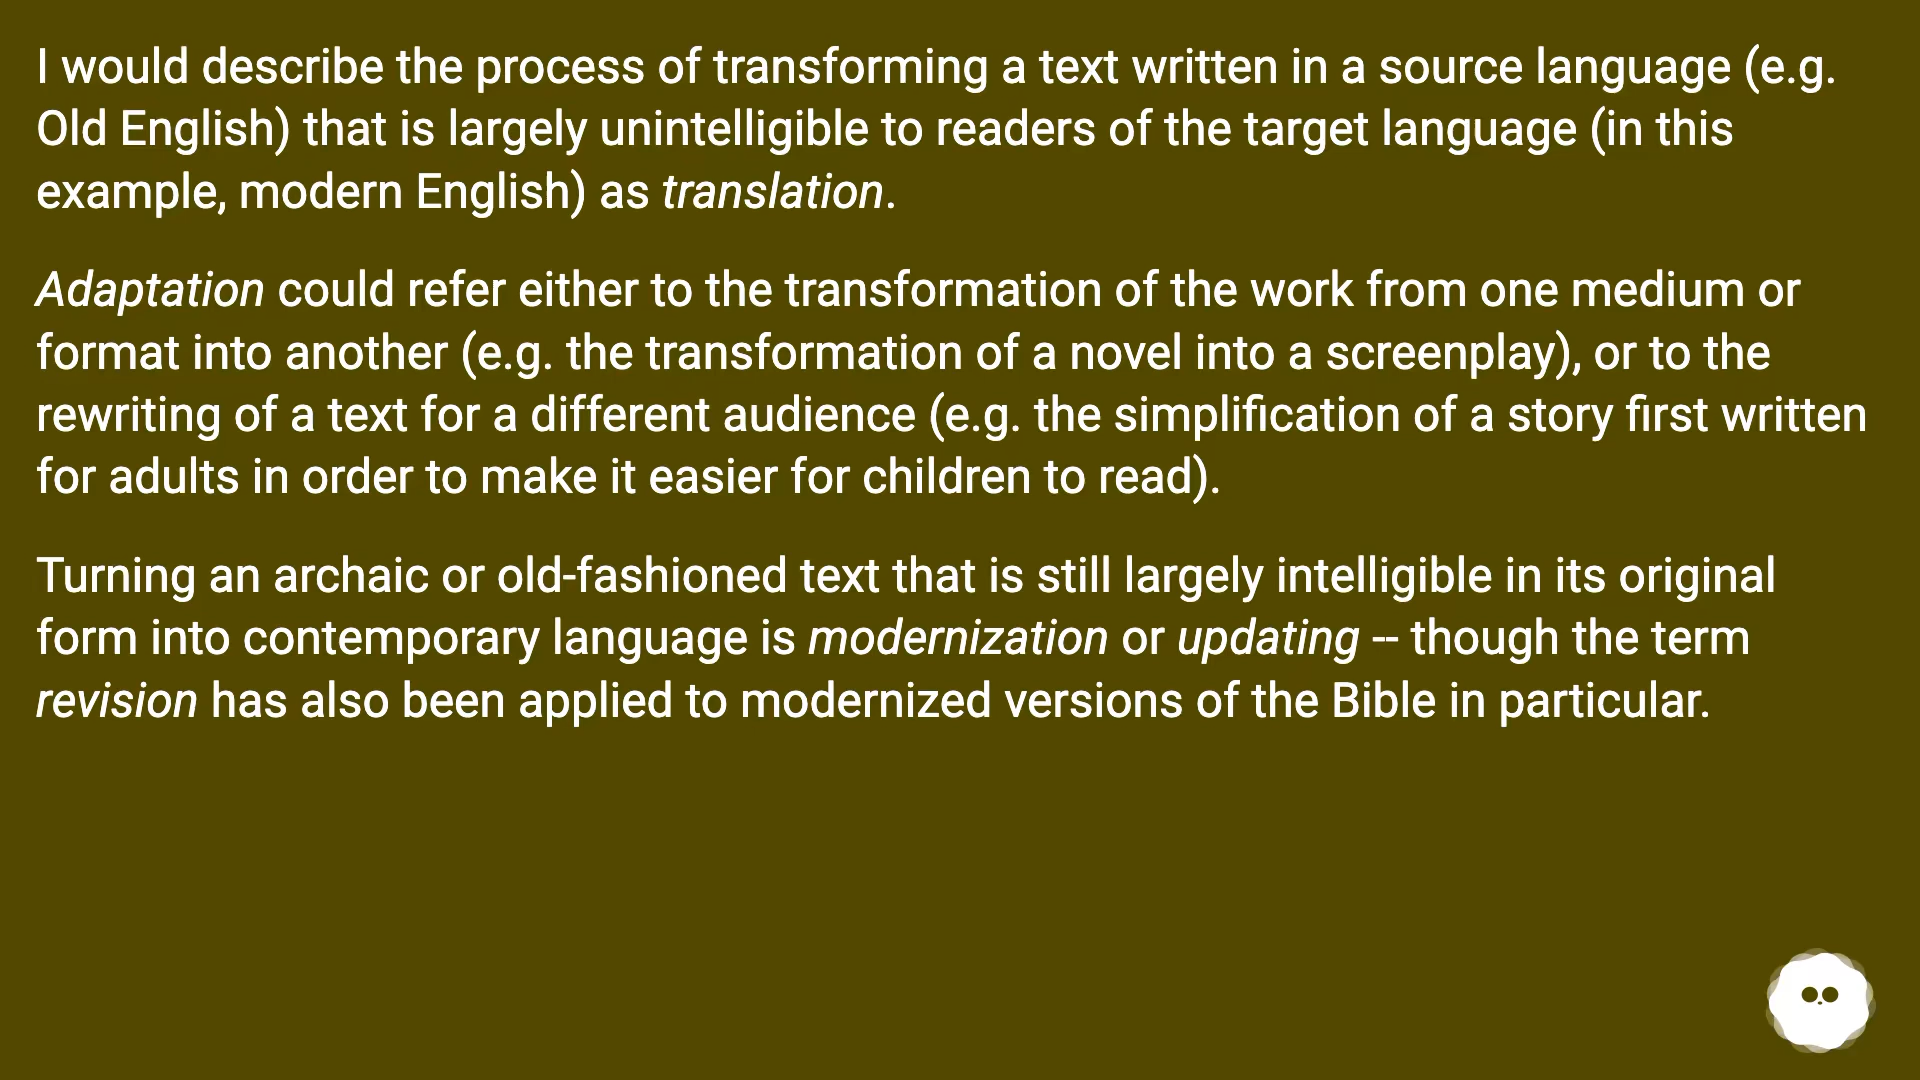 I would describe the process of transforming a text written in a source language (e.g.
Old English) that is largely unintelligible to readers of the target language (in this
example, modern English) as translation.
Adaptation could refer either to the transformation of the work from one medium or
format into another (e.g. the transformation of a novel into a screenplay), or to the
rewriting of a text for a different audience (e.g. the simplification of a story first written
for adults in order to make it easier for children to read).
Turning an archaic or old-fashioned text that is still largely intelligible in its original
form into contemporary language is modernization or updating -- though the term
revision has also been applied to modernized versions of the Bible in particular.